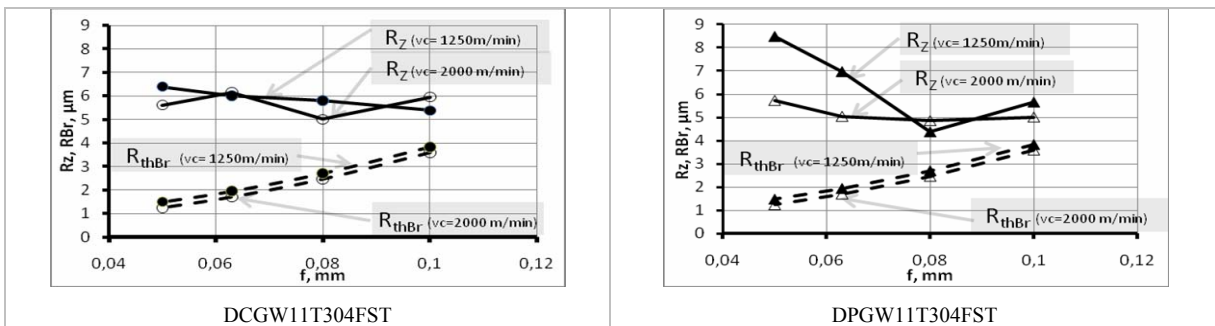 9
8
7
6
5
4
3
2
1
0
Rz, RBr, µm
RZ (vc= 1250m/min)
RZ (vc= 2000 m/min)
RthBr (vc= 1250m/min)
RthBr (vc=2000 m/min)
0,04 0,06 0,08 0,1 0,12
f, mm
DCGW11T304FST
9
8
7
6
5
4
3
2
1
0
Rz, RBr, µm
RZ (vc= 1250m/min)
RZ (vc= 2000 m/min)
RthBr (vc= 1250m/min)
RthBr (vc=2000 m/min)
0,04 0,06 0,08 0,1 0,12
f, mm
DPGW11T304FST